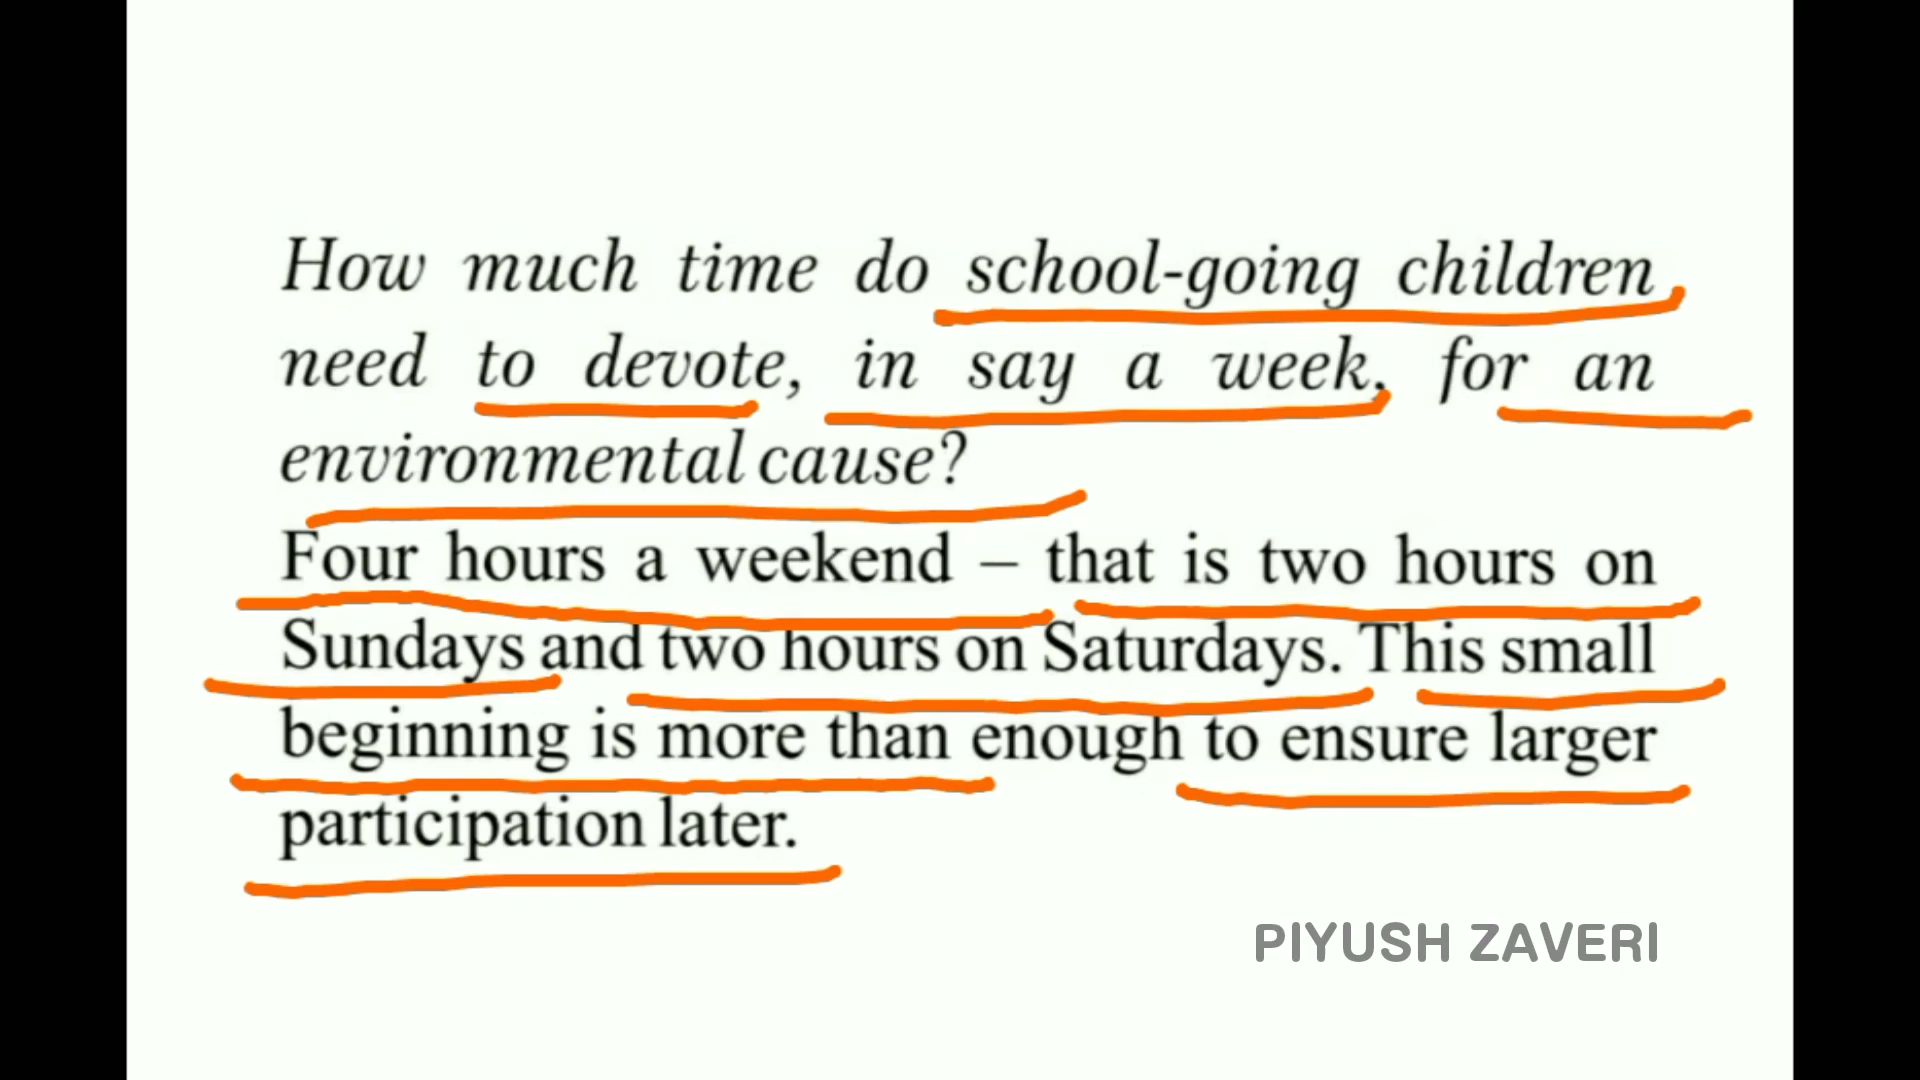 How much time do school-going children
need to devote, in say a week, for an
environmental cause?
Four hours a weekend – that is two hours on
Sundays and two hours on Saturdays. This small
beginning is more than enough to ensure larger
participation later.
PIYUSH ZAVERI